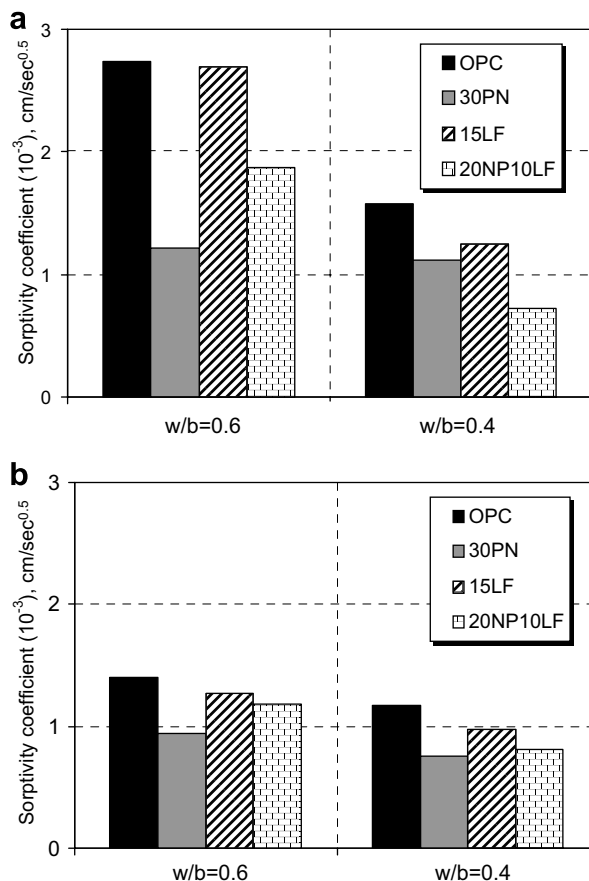 a
Sorptivity coefficient (10-3), cm/sec0.5
3
2
1
0
OPC
30PN
15LF
20NP10LF
w/b=0.6
w/b=0.4
b
Sorptivity coefficient (10-3), cm/sec0.5
3
2
1
0
OPC
30PN
15LF
20NP10LF
w/b=0.6
w/b=0.4